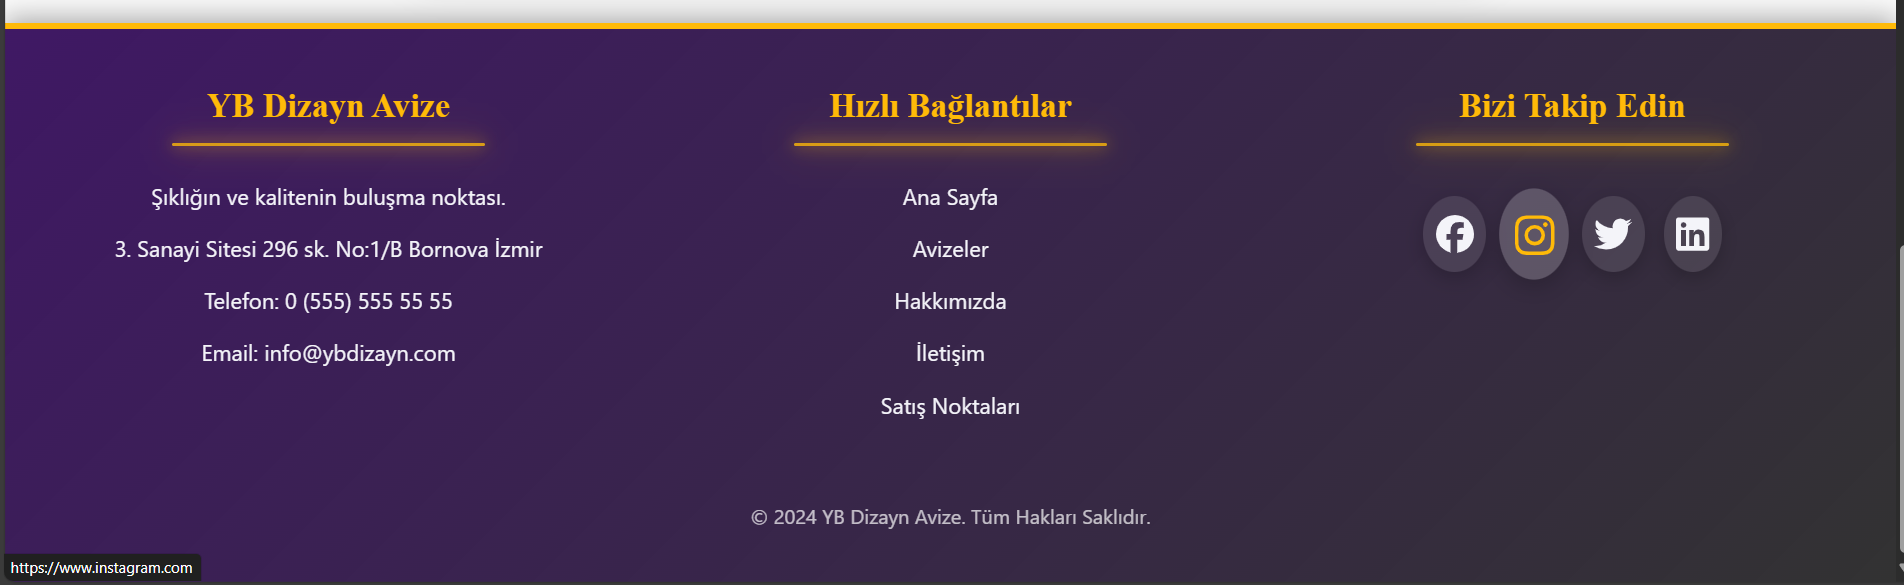 YB Dizayn Avize
Şıklığın ve kalitenin buluşma noktası.
3. Sanayi Sitesi 296 sk. No:1/B Bornova İzmir
Telefon: 0 (555) 555 55 55
Email: info@ybdizayn.com
Hızlı Bağlantılar
Ana Sayfa
Avizeler
Hakkımızda
İletişim
Satış Noktaları
Bizi Takip Edin
© 2024 YB Dizayn Avize. Tüm Hakları Saklıdır.
https://www.instagram.com